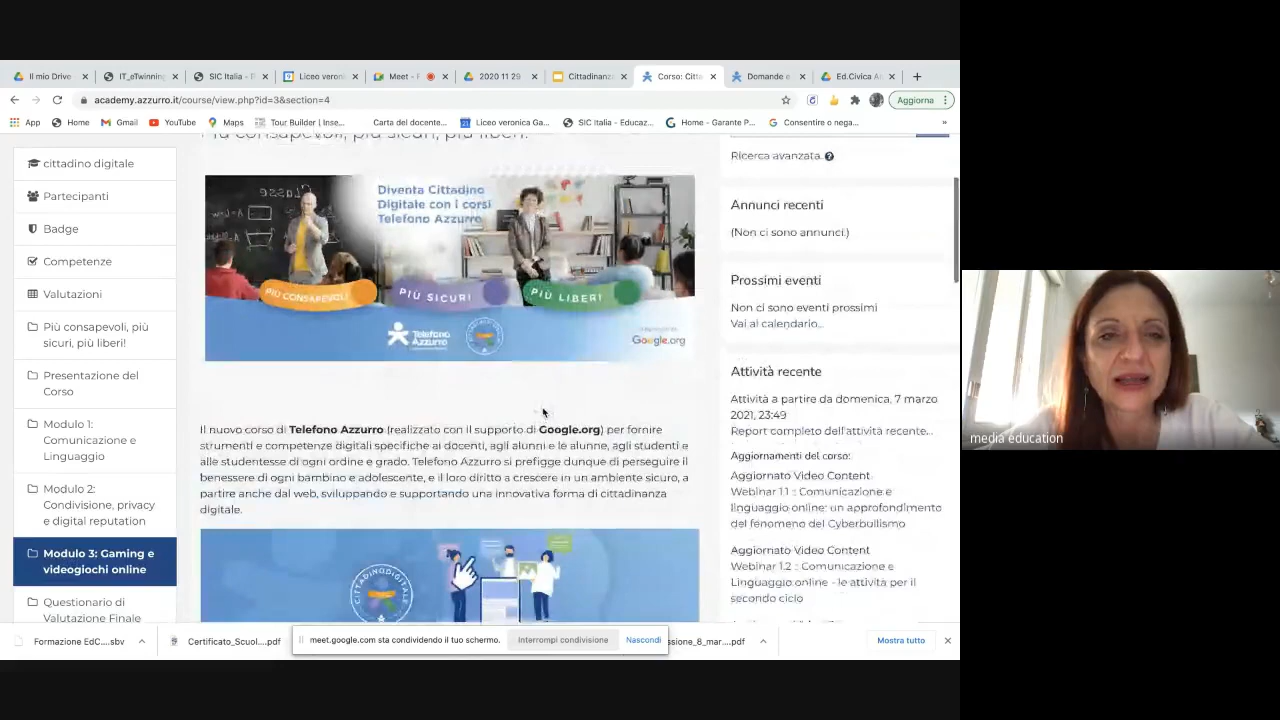 Il mio Drive
IT_eTwinning
SIC Italia -
Liceo veroni
Meet -
2020 11 29
Cittadinanz
Corso: Citta
Domande e
Ed.Civica A
academy.azzurro.it/course/view.php?id=3&section=4
Aggiorna
App
Home
Gmail
YouTube
Maps
Tour Builder | Inse...
Carta del docente...
Liceo veronica Ga...
SIC Italia - Educaz...
Home - Garante P...
Consentire o nega...
»
cittadino digitale
Partecipanti
Badge
Competenze
Valutazioni
Più consapevoli, più
sicuri, più liberi!
Presentazione del
Corso
Modulo 1:
Comunicazione e
Linguaggio
Modulo 2:
Condivisione, privacy
e digital reputation
Modulo 3: Gaming e
videogiochi online
Questionario di
Valutazione Finale
Più consapevoli, più sicuri, più liberi!
Diventa Cittadino
Digitale con i corsi
Telefono Azzurro
PIÙ CONSAPEVOLI
PIÙ SICURI
PIÙ LIBERI
Telefono
Azzurro
Google.org
Il nuovo corso di Telefono Azzurro (realizzato con il supporto di Google.org) per fornire
strumenti e competenze digitali specifiche ai docenti, agli alunni e le alunne, agli studenti e
alle studentesse di ogni ordine e grado. Telefono Azzurro si prefigge dunque di perseguire il
benessere di ogni bambino e adolescente, e il loro diritto a crescere in un ambiente sicuro, a
partire anche dal web, sviluppando e supportando una innovativa forma di cittadinanza
digitale.
CITTADINO DIGITALE
Ricerca avanzata
Annunci recenti
(Non ci sono annunci.)
Prossimi eventi
Non ci sono eventi prossimi
Vai al calendario...
Attività recente
Attività a partire da domenica, 7 marzo
2021, 23:49
Report completo dell'attività recente...
Aggiornamenti del corso:
Aggiornato Video Content
Webinar 1.1 : Comunicazione e
linguaggio online: un approfondimento
del fenomeno del Cyberbullismo
Aggiornato Video Content
Webinar 1.2 : Comunicazione e
Linguaggio online - le attività per il
secondo ciclo
media education
Formazione EdC....sbv
Certificato_Scuol....pdf
meet.google.com sta condividendo il tuo schermo.
Interrompi condivisione
Nascondi
ssione_8_mar....pdf
Mostra tutto